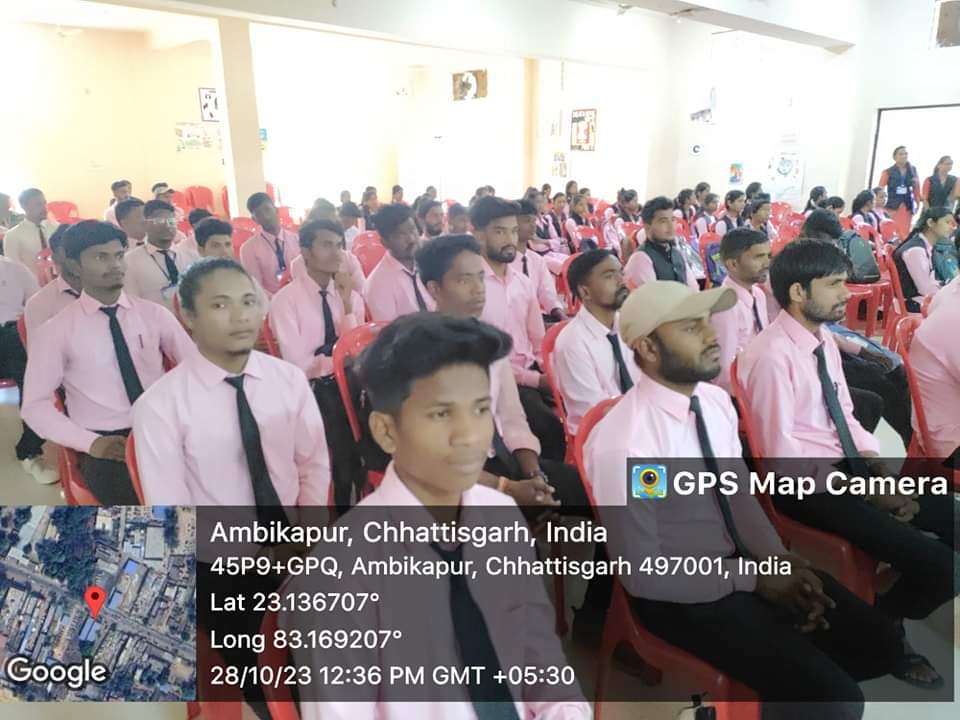 GPS Map Camera
Ambikapur, Chhattisgarh, India
45P9+GPQ, Ambikapur, Chhattisgarh 497001, India
Lat 23.136707°
Long 83.169207°
28/10/23 12:36 PM GMT +05:30
Google